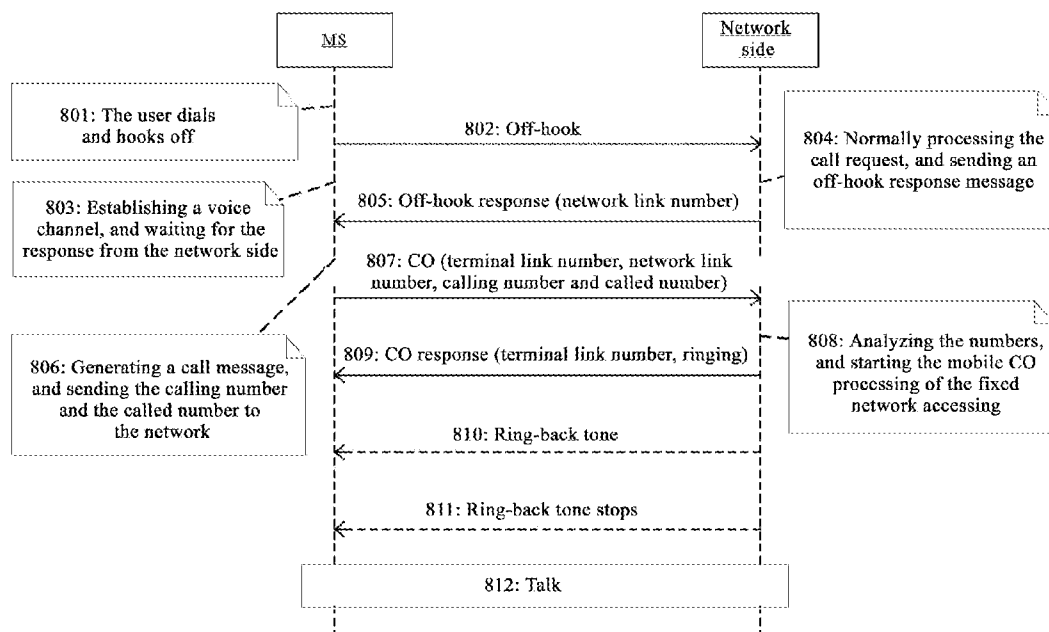 MS
Network
side
801: The user dials
and hooks off
802: Off-hook
804: Normally processing the
call request, and sending an
off-hook response message
803: Establishing a voice
channel, and waiting for the
response from the network side
805: Off-hook response (network link number)
807: CO (terminal link number, network link
number, calling number and called number)
806: Generating a call message,
and sending the calling number
and the called number to
the network
809: CO response (terminal link number, ringing)
808: Analyzing the numbers,
and starting the mobile CO
processing of the fixed
network accessing
810: Ring-back tone
811: Ring-back tone stops
812: Talk